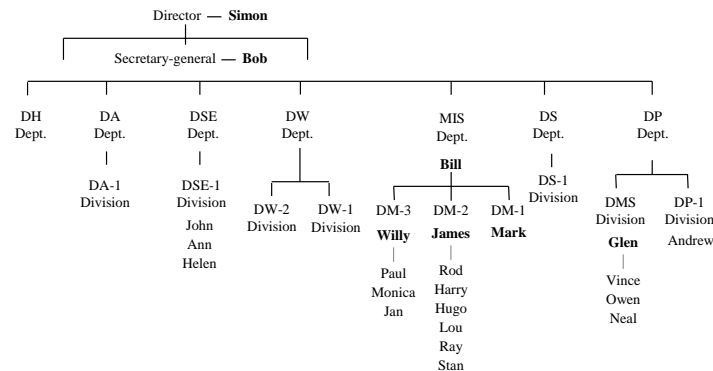 Director — Simon
Secretary-general — Bob
DH
Dept.
DA
Dept.
DSE
Dept.
DW
Dept.
MIS
Dept.
DS
Dept.
DP
Dept.
Bill
DA-1
Division
DSE-1
Division
John
Ann
Helen
DW-2
Division
DW-1
Division
DM-3
Willy
Paul
Monica
Jan
DM-2
James
Rod
Harry
Hugo
Lou
Ray
Stan
DM-1
Mark
DS-1
Division
DMS
Division
Glen
Vince
Owen
Neal
DP-1
Division
Andrew